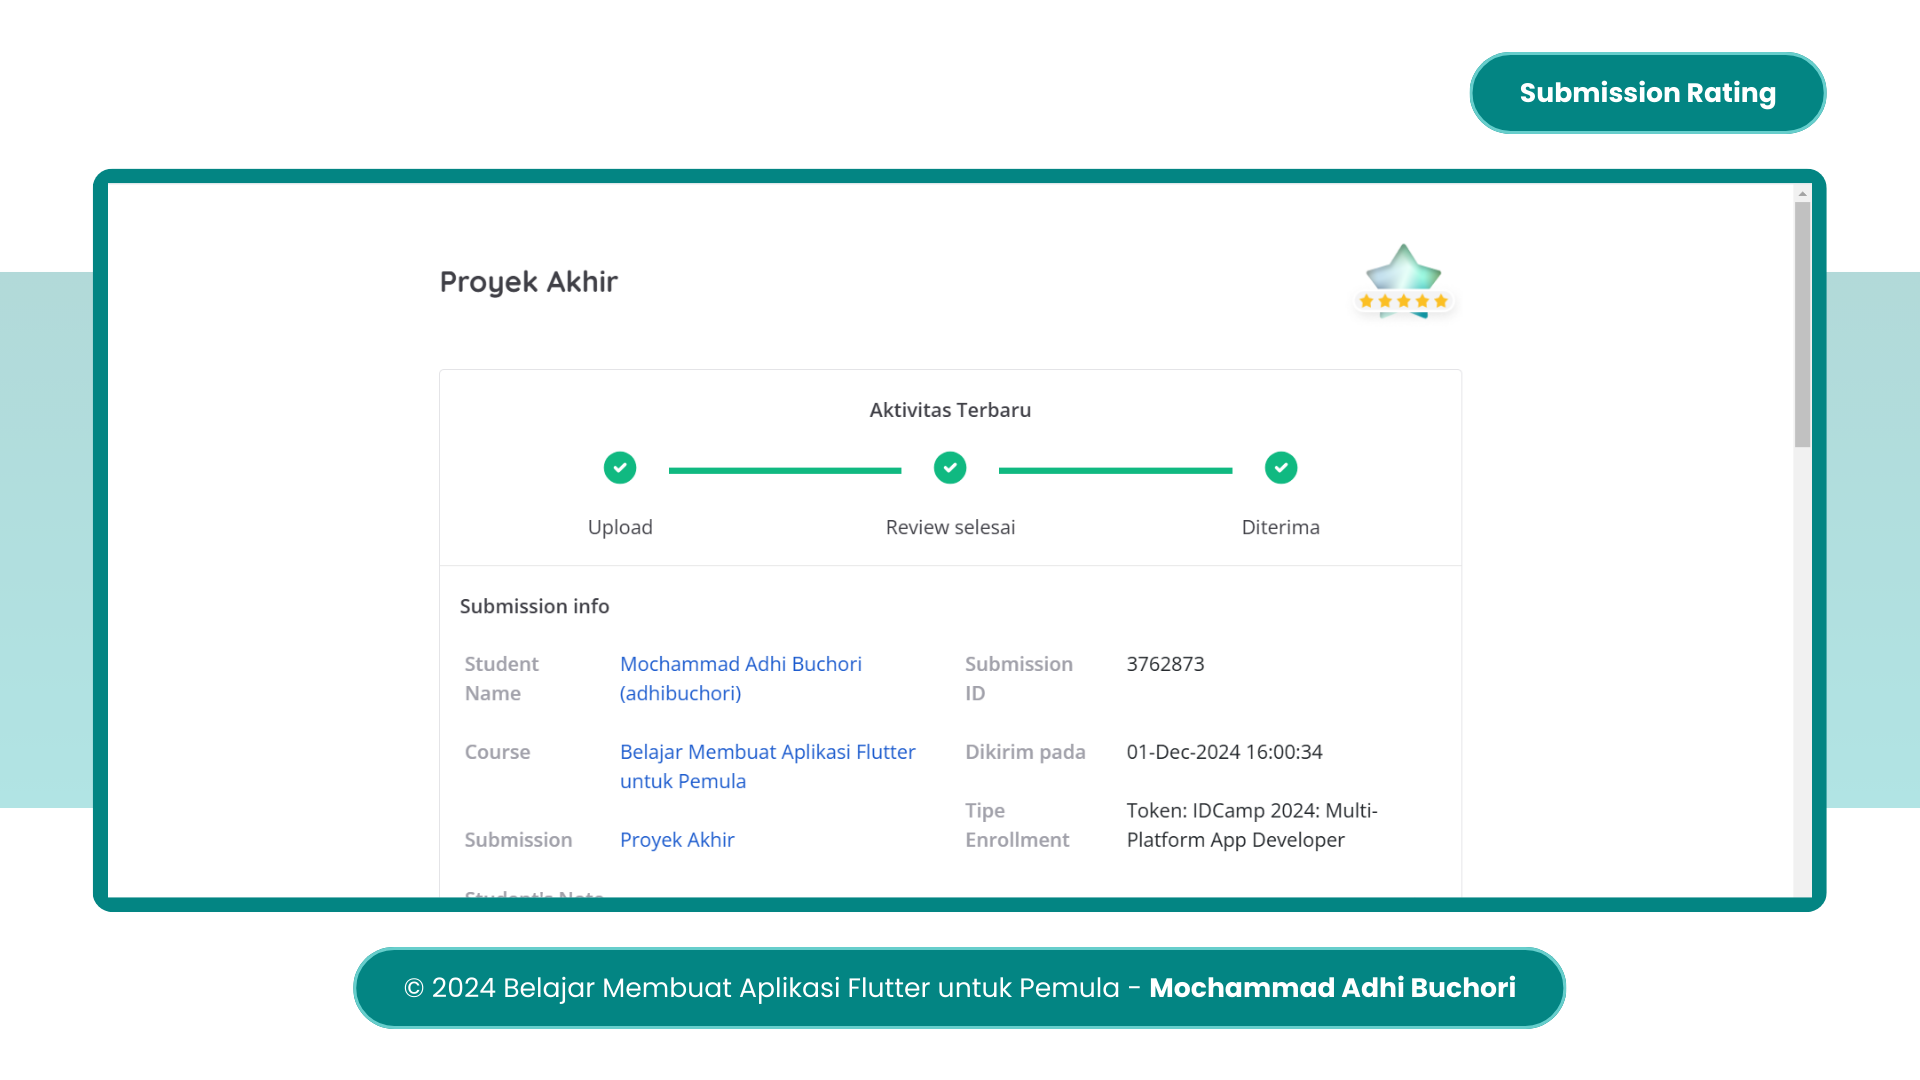 Submission Rating
Proyek Akhir
Aktivitas Terbaru
Upload
Review selesai
Diterima
Submission info
Student Name
Mochammad Adhi Buchori
(adhibuchori)
Submission ID
3762873
Course
Belajar Membuat Aplikasi Flutter
untuk Pemula
Dikirim pada
01-Dec-2024 16:00:34
Submission
Proyek Akhir
Tipe Enrollment
Token: IDCamp 2024: Multi-
Platform App Developer
Student's Note
© 2024 Belajar Membuat Aplikasi Flutter untuk Pemula - Mochammad Adhi Buchori